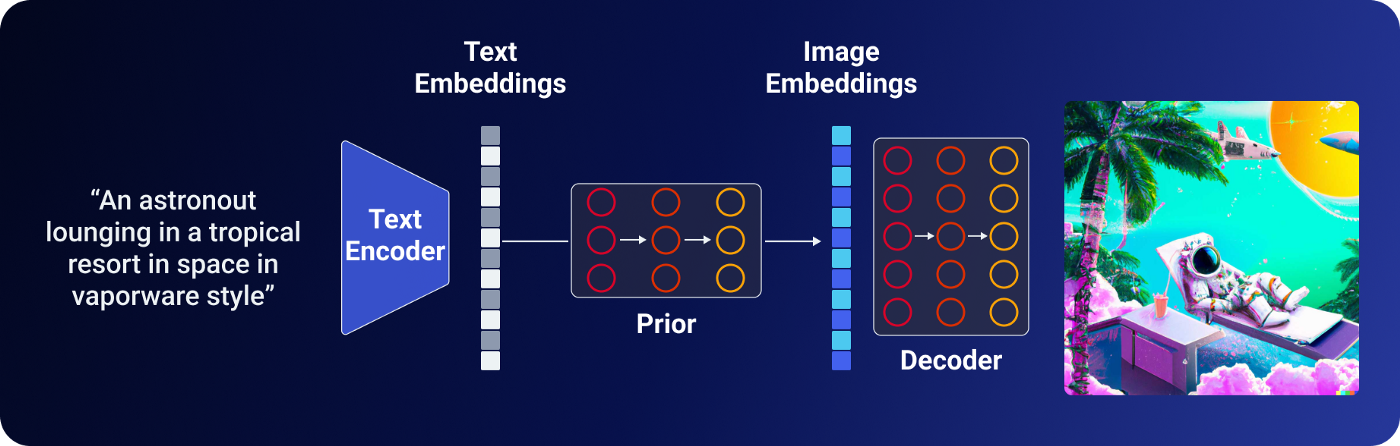 Text
Embeddings
Image
Embeddings
“An astronout
lounging in a tropical
resort in space in
vaporware style”
Text
Encoder
Prior
Decoder